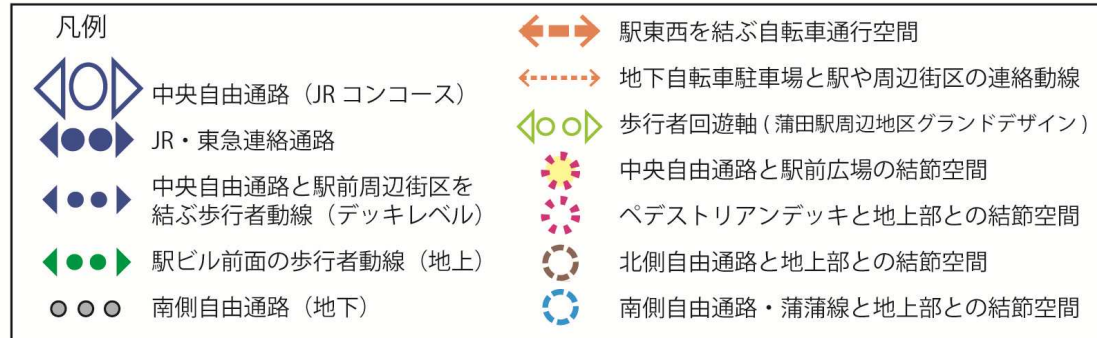 凡例
中央自由通路（JR コンコース）
JR・東急連絡通路
中央自由通路と駅前周辺街区を
結ぶ歩行者動線（デッキレベル）
駅ビル前面の歩行者動線（地上）
南側自由通路（地下）
駅東西を結ぶ自転車通行空間
地下自転車駐車場と駅や周辺街区の連絡動線
歩行者回遊軸 ( 蒲田駅周辺地区グランドデザイン )
中央自由通路と駅前広場の結節空間
ペデストリアンデッキと地上部との結節空間
北側自由通路と地上部との結節空間
南側自由通路・蒲蒲線と地上部との結節空間